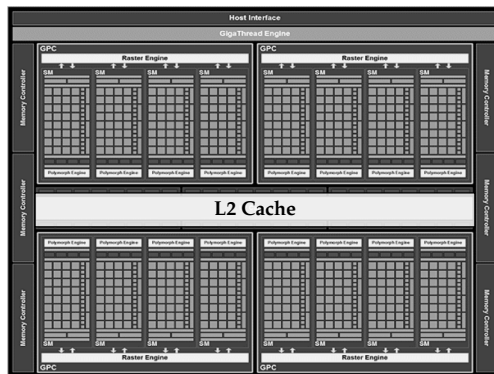 Host Interface
GigaThread Engine
GPC GPC
Raster Engine Raster Engine
SM SM SM SM SM SM SM SM
Memory Controller Memory Controller
Polymorph Engine Polymorph Engine Polymorph Engine Polymorph Engine Polymorph Engine Polymorph Engine Polymorph Engine Polymorph Engine
Memory Controller Memory Controller
L2 Cache
Polymorph Engine Polymorph Engine Polymorph Engine Polymorph Engine Polymorph Engine Polymorph Engine Polymorph Engine Polymorph Engine
Memory Controller Memory Controller
SM SM SM SM SM SM SM SM
Raster Engine Raster Engine
GPC GPC